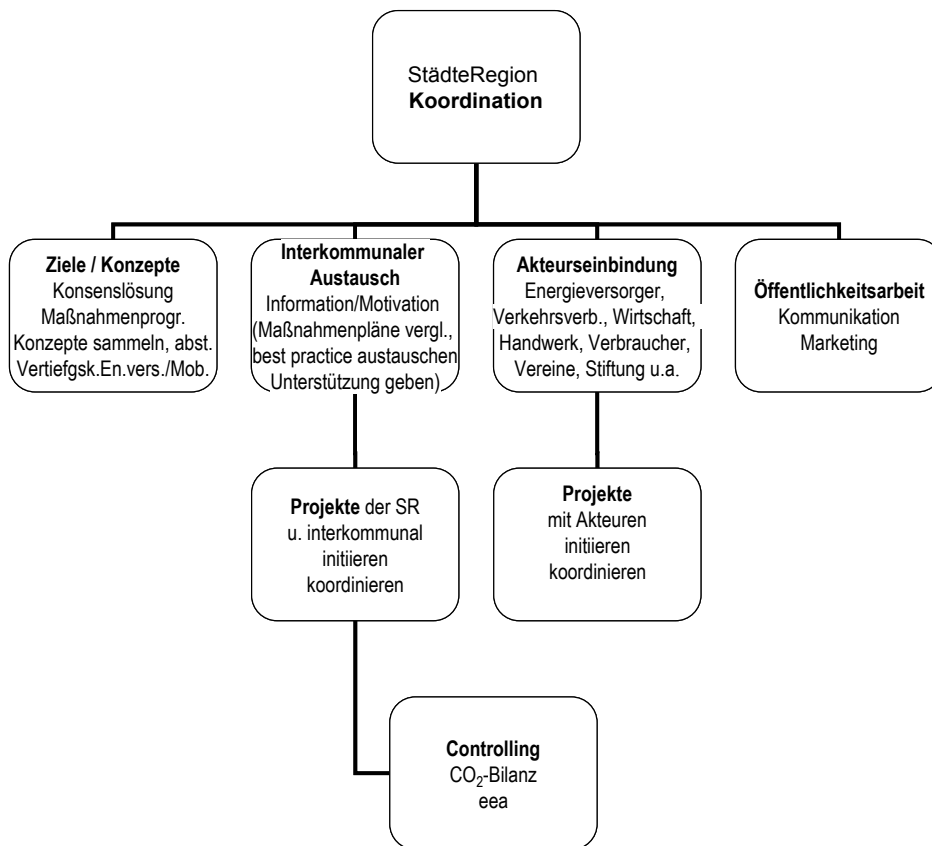 StädteRegion
Koordination
Ziele / Konzepte
Konsenslösung
Maßnahmenprogr.
Konzepte sammeln, abst.
Vertiefgsk.En.vers./Mob.
Interkommunaler
Austausch
Information/Motivation
(Maßnahmenpläne vergl.,
best practice austauschen
Unterstützung geben)
Akteurseinbindung
Energieversorger,
Verkehrsverb., Wirtschaft,
Handwerk, Verbraucher,
Vereine, Stiftung u.a.
Öffentlichkeitsarbeit
Kommunikation
Marketing
Projekte der SR
u. interkommunal
initiieren
koordinieren
Projekte
mit Akteuren
initiieren
koordinieren
Controlling
CO₂-Bilanz
eea